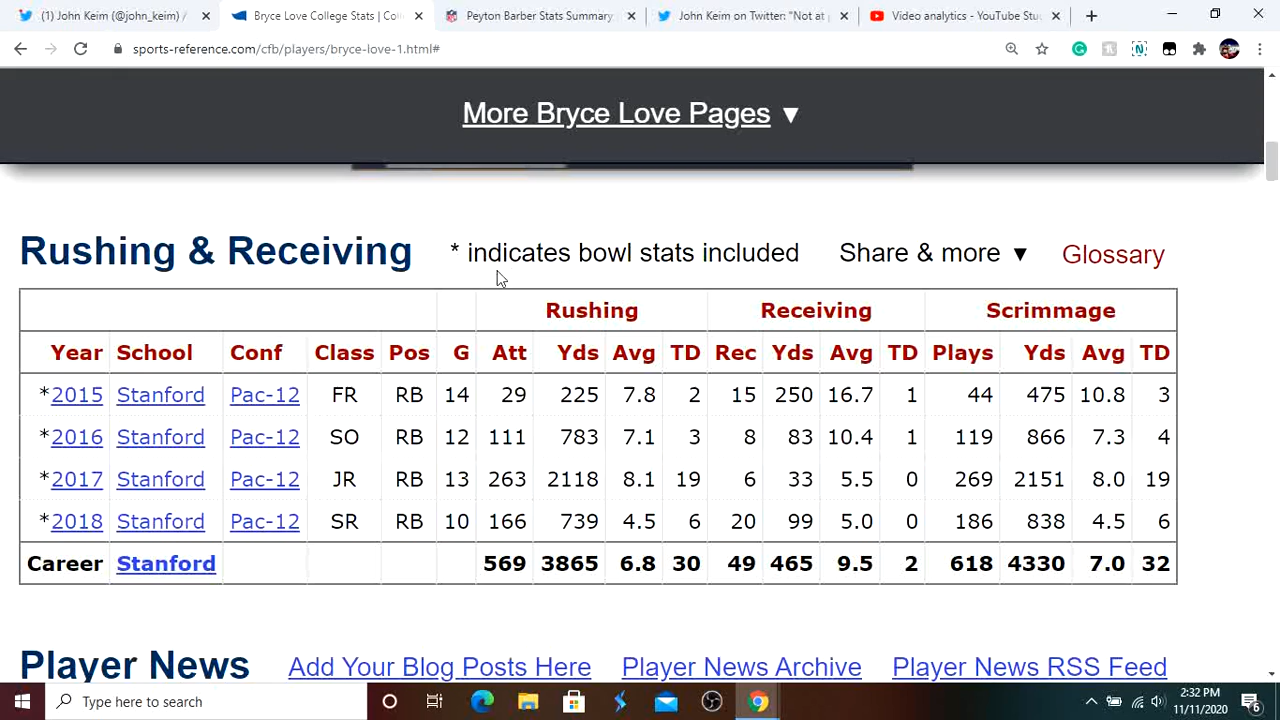 (1) John Keim (@john_keim) / Bryce Love College Stats | Coll Peyton Barber Stats Summary John Keim on Twitter: "Not at p Video analytics - YouTube Stu
sports-reference.com/cfb/players/bryce-love-1.html#
More Bryce Love Pages ▼
Rushing & Receiving * indicates bowl stats included Share & more ▼ Glossary
Rushing Receiving Scrimmage
Year School Conf Class Pos G Att Yds Avg TD Rec Yds Avg TD Plays Yds Avg TD
*2015 Stanford Pac-12 FR RB 14 29 225 7.8 2 15 250 16.7 1 44 475 10.8 3
*2016 Stanford Pac-12 SO RB 12 111 783 7.1 3 8 83 10.4 1 119 866 7.3 4
*2017 Stanford Pac-12 JR RB 13 263 2118 8.1 19 6 33 5.5 0 269 2151 8.0 19
*2018 Stanford Pac-12 SR RB 10 166 739 4.5 6 20 99 5.0 0 186 838 4.5 6
Career Stanford 569 3865 6.8 30 49 465 9.5 2 618 4330 7.0 32
Player News Add Your Blog Posts Here Player News Archive Player News RSS Feed
Type here to search
2:32 PM
11/11/2020
6